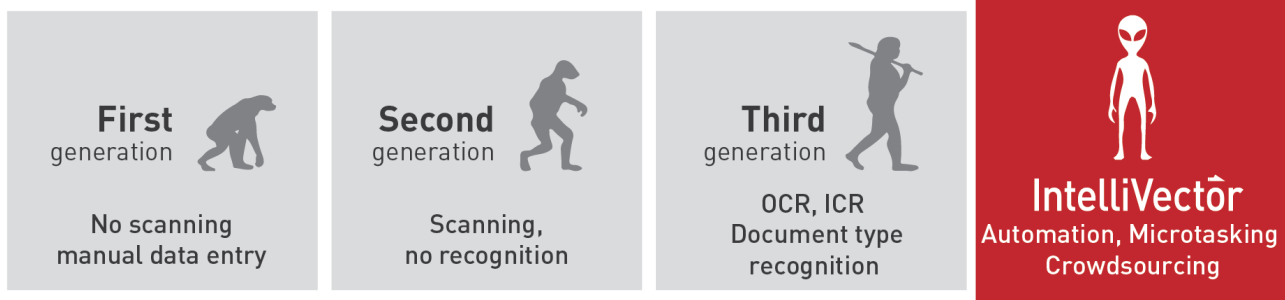 First
generation
No scanning
manual data entry
Second
generation
Scanning,
no recognition
Third
generation
OCR, ICR
Document type
recognition
IntelliVector
Automation, Microtasking
Crowdsourcing